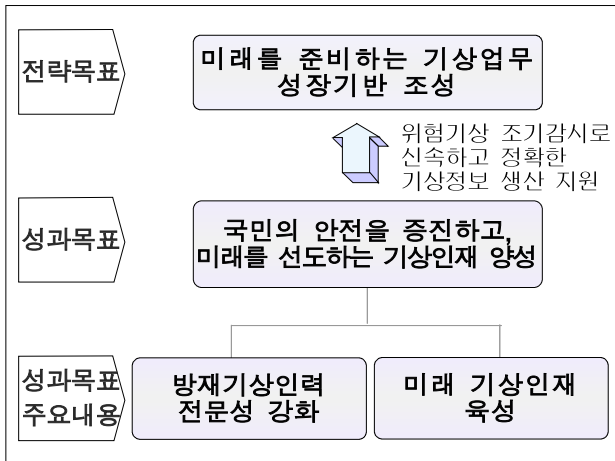 전략목표
미래를 준비하는 기상업무
성장기반 조성
위험기상 조기감시로
신속하고 정확한
기상정보 생산 지원
성과목표
국민의 안전을 증진하고,
미래를 선도하는 기상인재 양성
성과목표
주요내용
방재기상인력
전문성 강화
미래 기상인재
육성